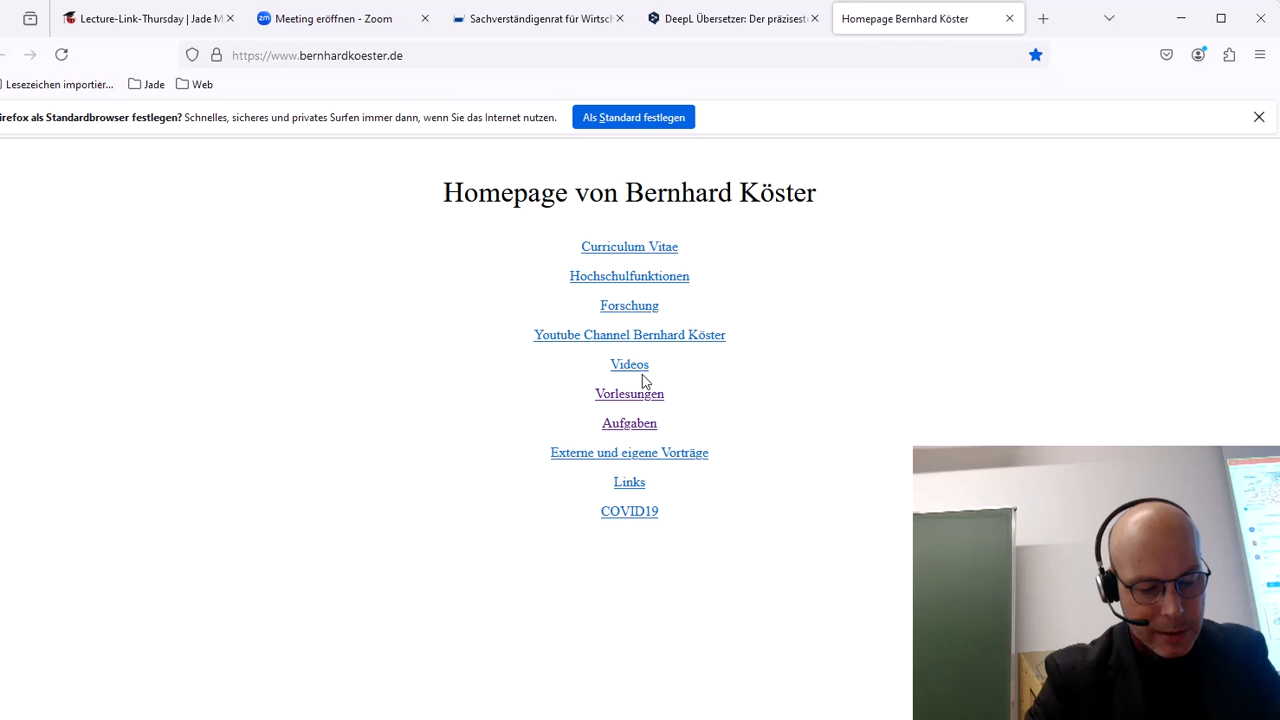 Lecture-Link-Thursday | Jade M
Meeting eröffnen - Zoom
Sachverständigenrat für Wirtsc
DeepL Übersetzer: Der präziseste
Homepage Bernhard Köster
https://www.bernhardkoester.de
Lesezeichen importier...
Jade
Web
irefox als Standardbrowser festlegen? Schnelles, sicheres und privates Surfen immer dann, wenn Sie das Internet nutzen.
Als Standard festlegen
Homepage von Bernhard Köster
Curriculum Vitae
Hochschulfunktionen
Forschung
Youtube Channel Bernhard Köster
Videos
Vorlesungen
Aufgaben
Externe und eigene Vorträge
Links
COVID19